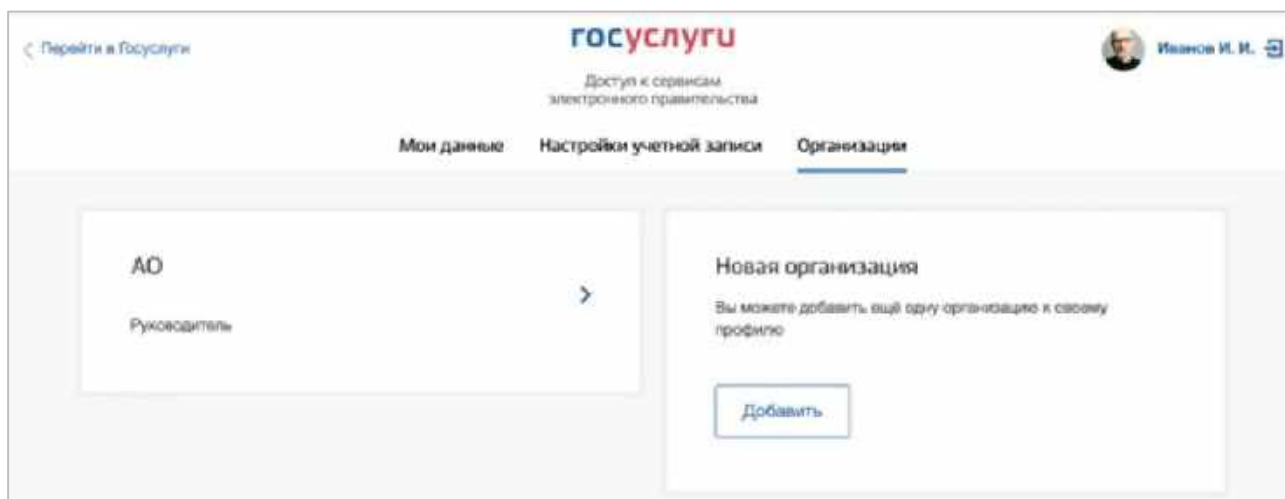 Перейти в Госуслуги
госуслуги
Иванов И. И.
Доступ к сервисам
электронного правительства
Мои данные Настройки учетной записи Организации
АО
Руководитель
Новая организация
Вы можете добавить ещё одну организацию к своему
профилю
Добавить